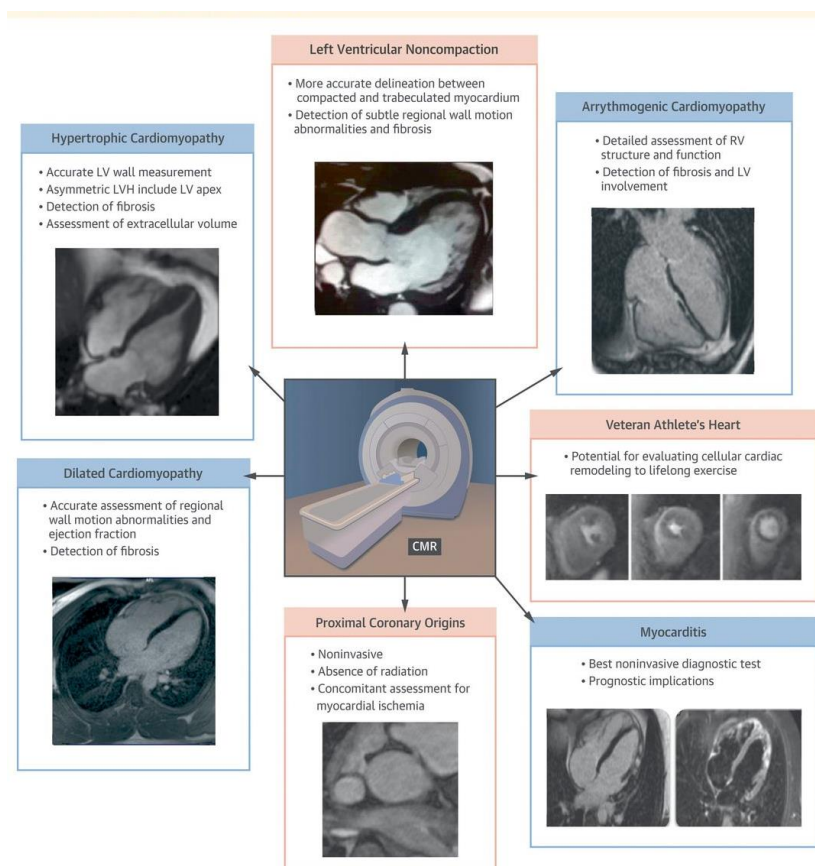 Left Ventricular Noncompaction
• More accurate delineation between
compacted and trabeculated myocardium
• Detection of subtle regional wall motion
abnormalities and fibrosis
Hypertrophic Cardiomyopathy
• Accurate LV wall measurement
• Asymmetric LVH include LV apex
• Detection of fibrosis
• Assessment of extracellular volume
Arrythmogenic Cardiomyopathy
• Detailed assessment of RV
structure and function
• Detection of fibrosis and LV
involvement
CMR
Veteran Athlete's Heart
• Potential for evaluating cellular cardiac
remodeling to lifelong exercise
Dilated Cardiomyopathy
• Accurate assessment of regional
wall motion abnormalities and
ejection fraction
• Detection of fibrosis
Proximal Coronary Origins
• Noninvasive
• Absence of radiation
• Concomitant assessment for
myocardial ischemia
Myocarditis
• Best noninvasive diagnostic test
• Prognostic implications